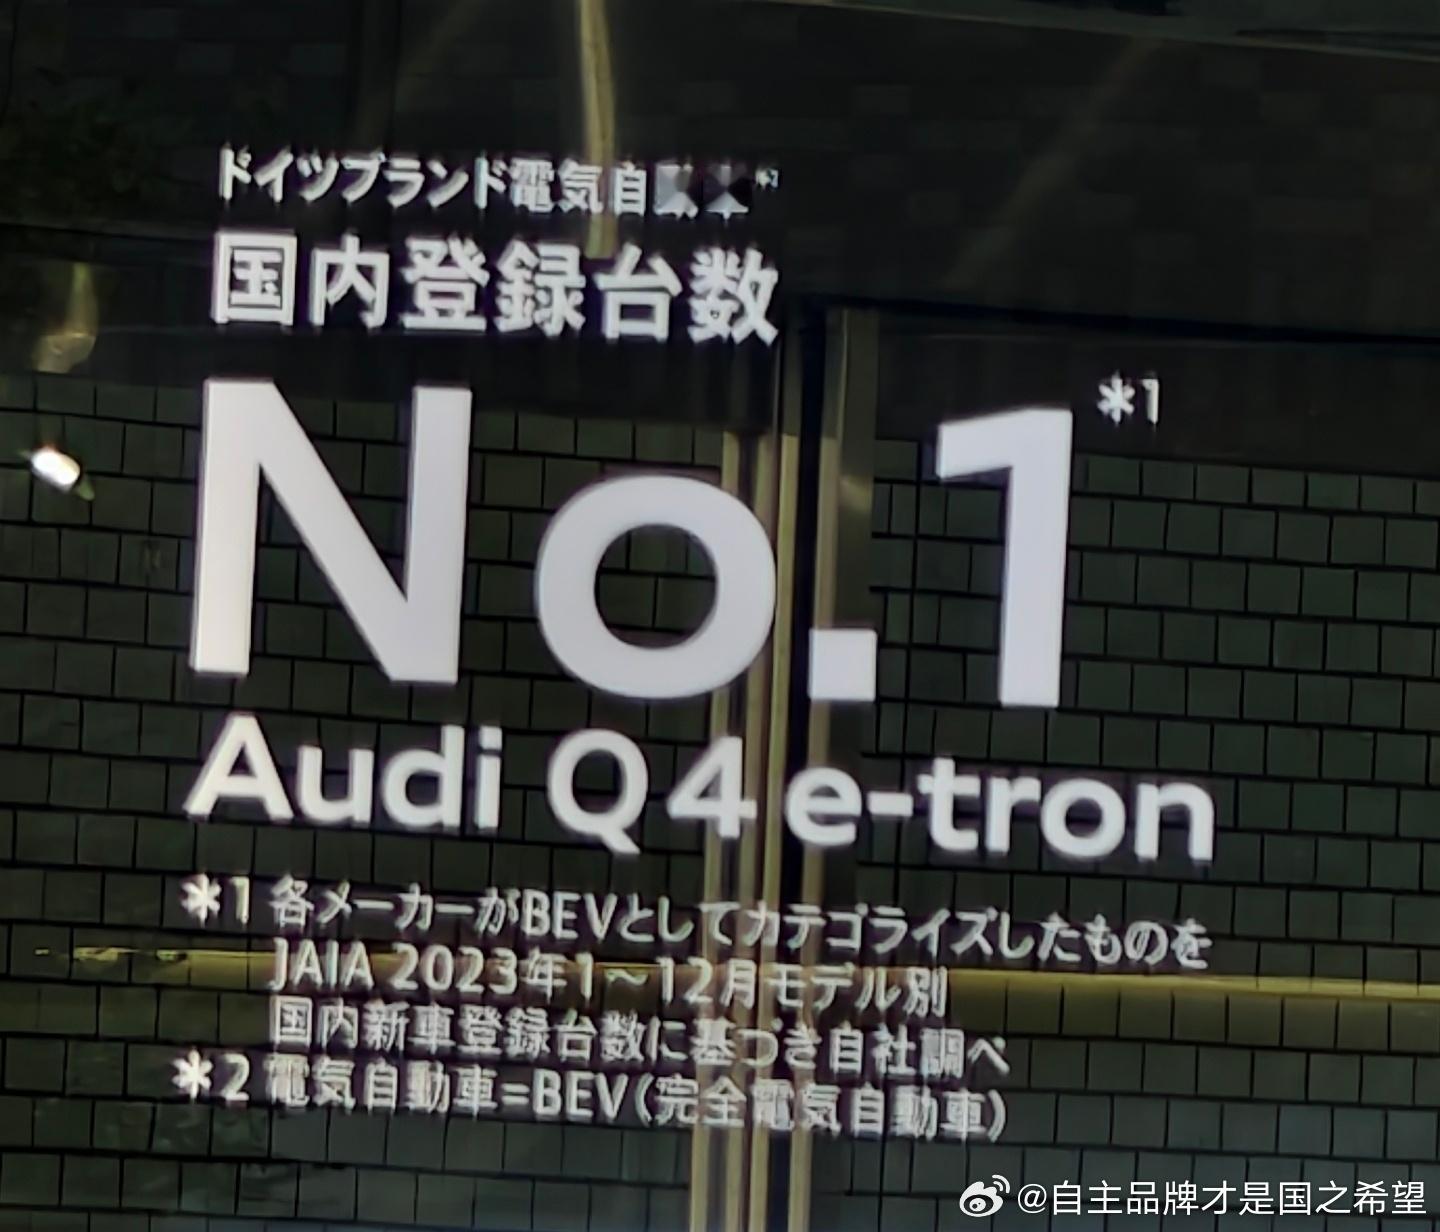 ドイツブランド電気自動車*2
国内登録台数
No.1*1
Audi Q4 e-tron
*1 各メーカーがBEVとしてカテゴライズしたものを
JAIA 2023年1~12月モデル別
国内新車登録台数に基づき自社調べ
*2 電気自動車=BEV(完全電気自動車)
@自主品牌才是国之希望